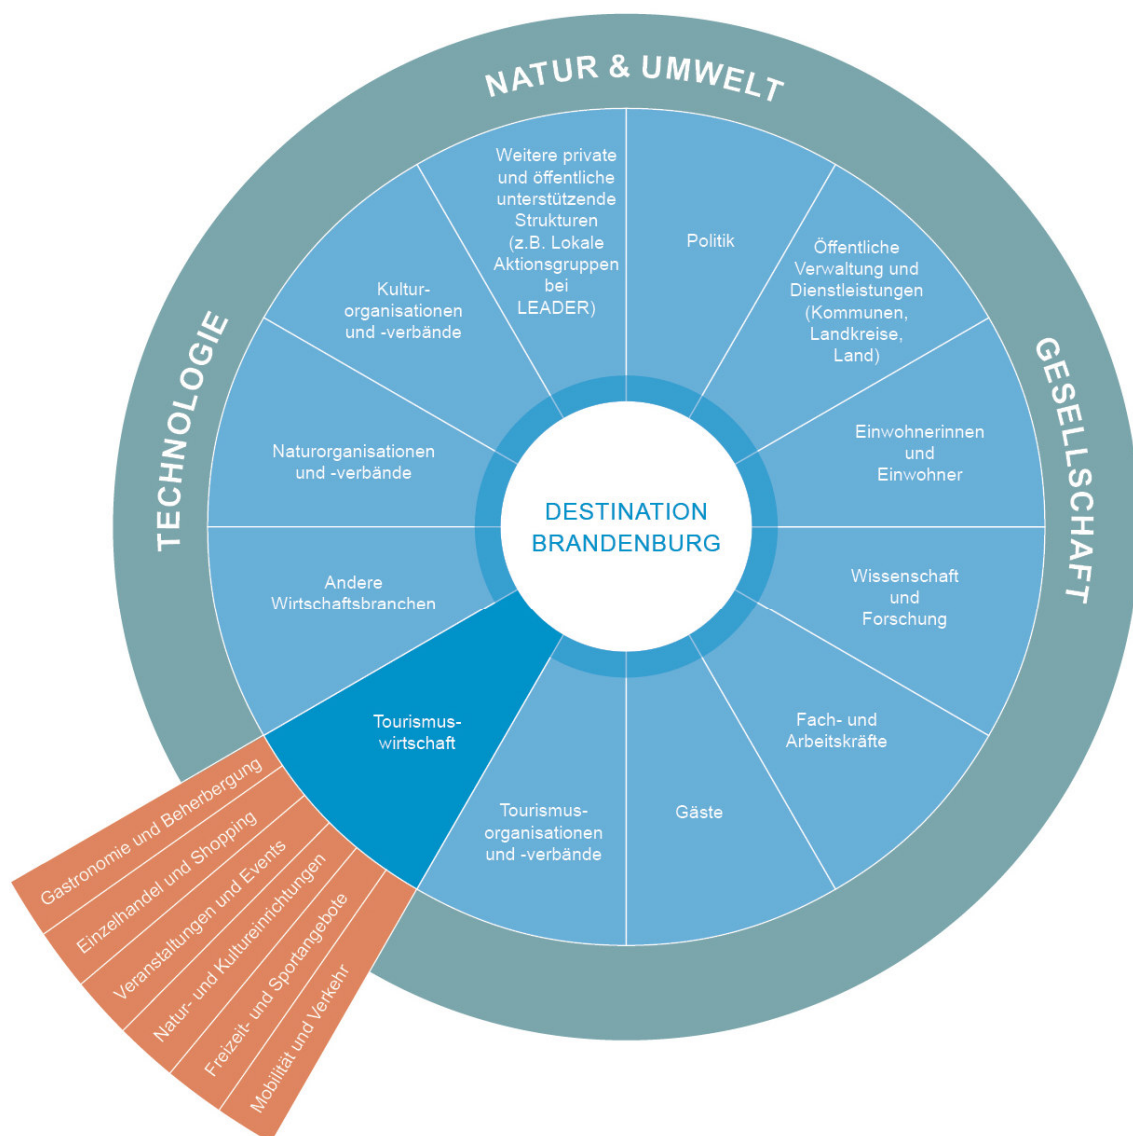 NATUR & UMWELT
TECHNOLOGIE
GESELLSCHAFT
Weitere private
und öffentliche
unterstützende
Strukturen
(z.B. Lokale
Aktionsgruppen
bei
LEADER)
Politik
Öffentliche
Verwaltung und
Dienstleistungen
(Kommunen,
Landkreise,
Land)
Einwohnerinnen
und
Einwohner
Wissenschaft
und
Forschung
Fach- und
Arbeitskräfte
Gäste
Tourismus-
organisationen
und -verbände
Tourismus-
wirtschaft
Andere
Wirtschaftsbranchen
Naturorganisationen
und -verbände
Kultur-
organisationen
und -verbände
DESTINATION
BRANDENBURG
Gastronomie und Beherbergung
Einzelhandel und Shopping
Veranstaltungen und Events
Natur- und Kultureinrichtungen
Freizeit- und Sportangebote
Mobilität und Verkehr